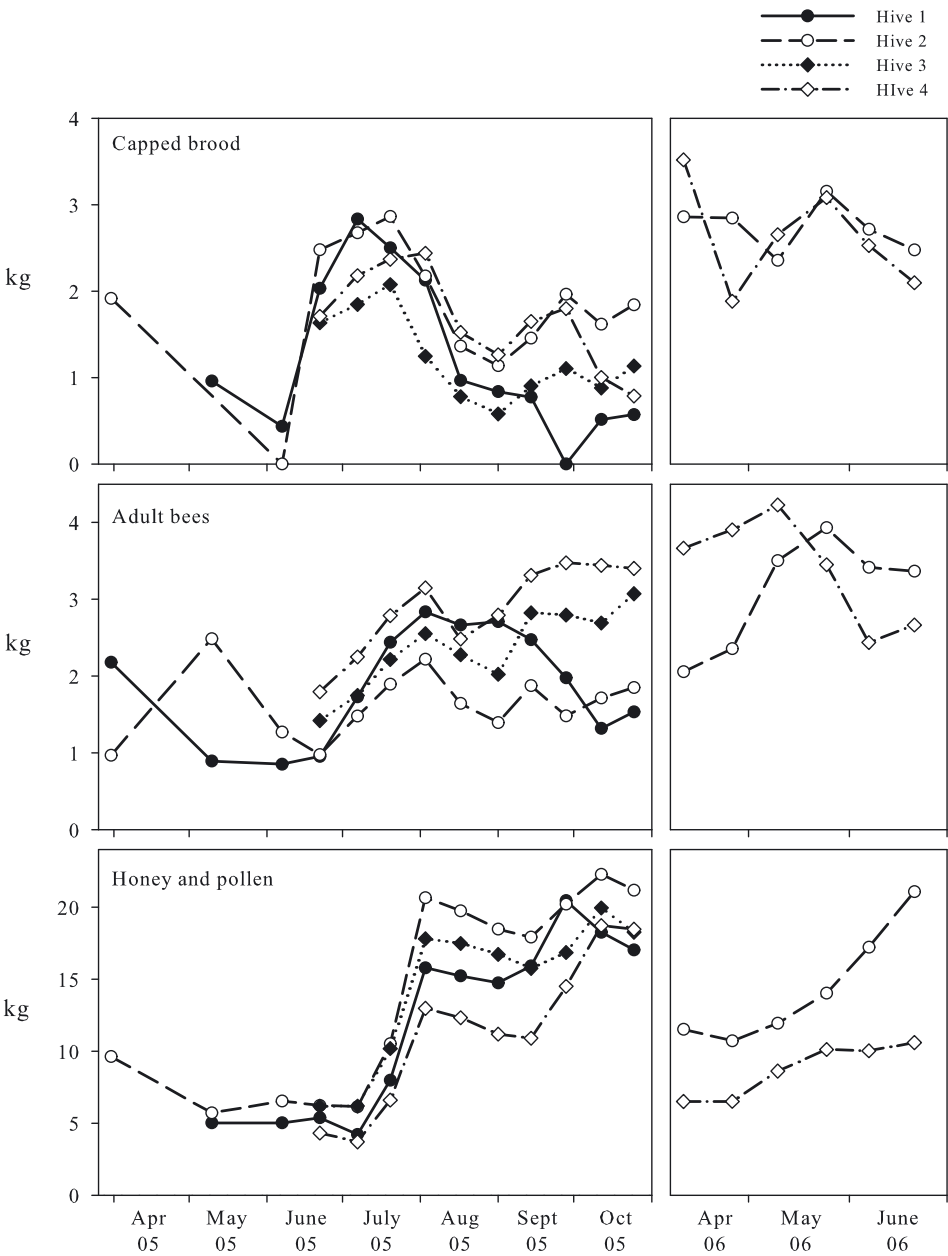 Hive 1
Hive 2
Hive 3
HIve 4
4
Capped brood
3
kg
2
1
0
Adult bees
4
3
kg
2
1
0
Honey and pollen
20
15
kg
10
5
0
Apr May June July Aug Sept Oct Apr May June
05 05 05 05 05 05 05 06 06 06